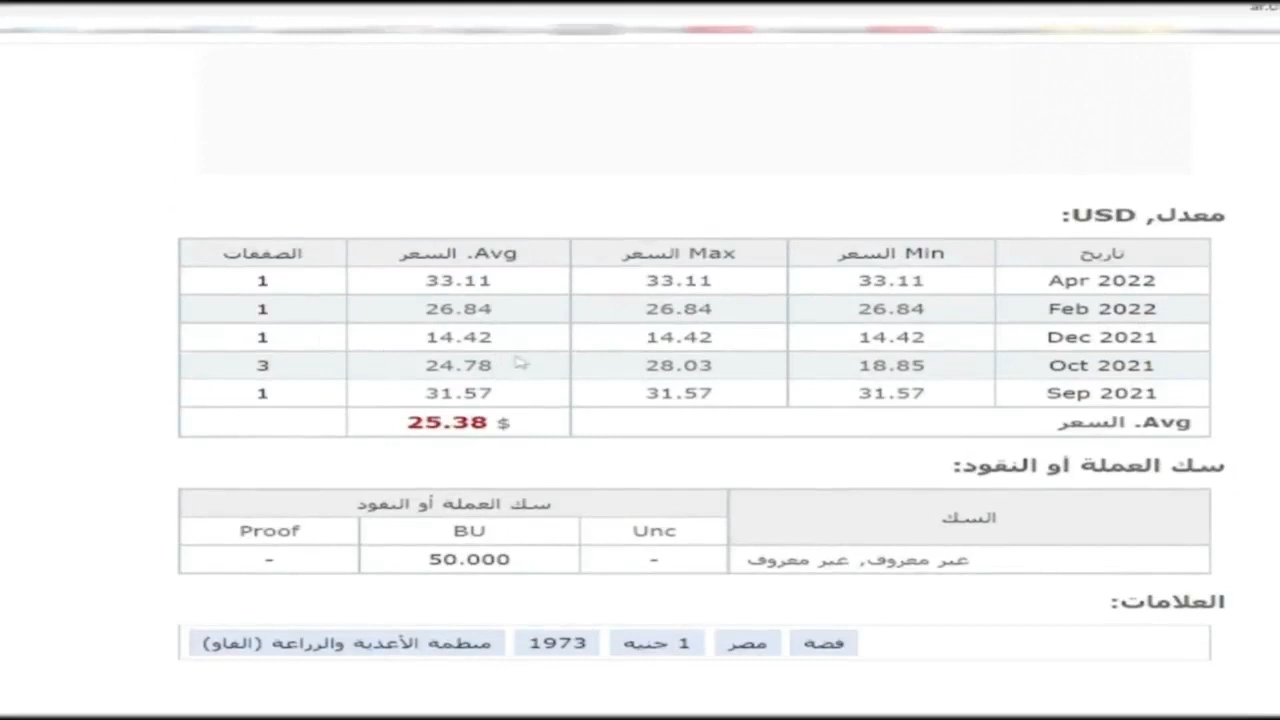 معدل, USD:
تاريخ Min السعر Max السعر Avg. السعر الصفقات
Apr 2022 33.11 33.11 33.11 1
Feb 2022 26.84 26.84 26.84 1
Dec 2021 14.42 14.42 14.42 1
Oct 2021 18.85 28.03 24.78 3
Sep 2021 31.57 31.57 31.57 1
Avg. السعر 25.38 $
سك العملة أو النقود:
السك سك العملة أو النقود
Unc BU Proof
غير معروف, غير معروف - 50.000 -
العلامات:
فضة مصر 1 جنيه 1973 منظمة الأغذية والزراعة (الفاو)